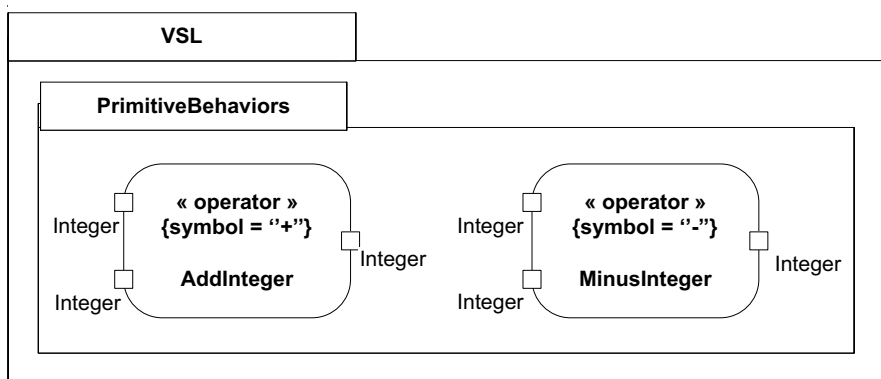 VSL
PrimitiveBehaviors
« operator »
{symbol = ‘’+’’}
AddInteger
Integer
Integer
Integer
« operator »
{symbol = ‘’-’’}
MinusInteger
Integer
Integer
Integer